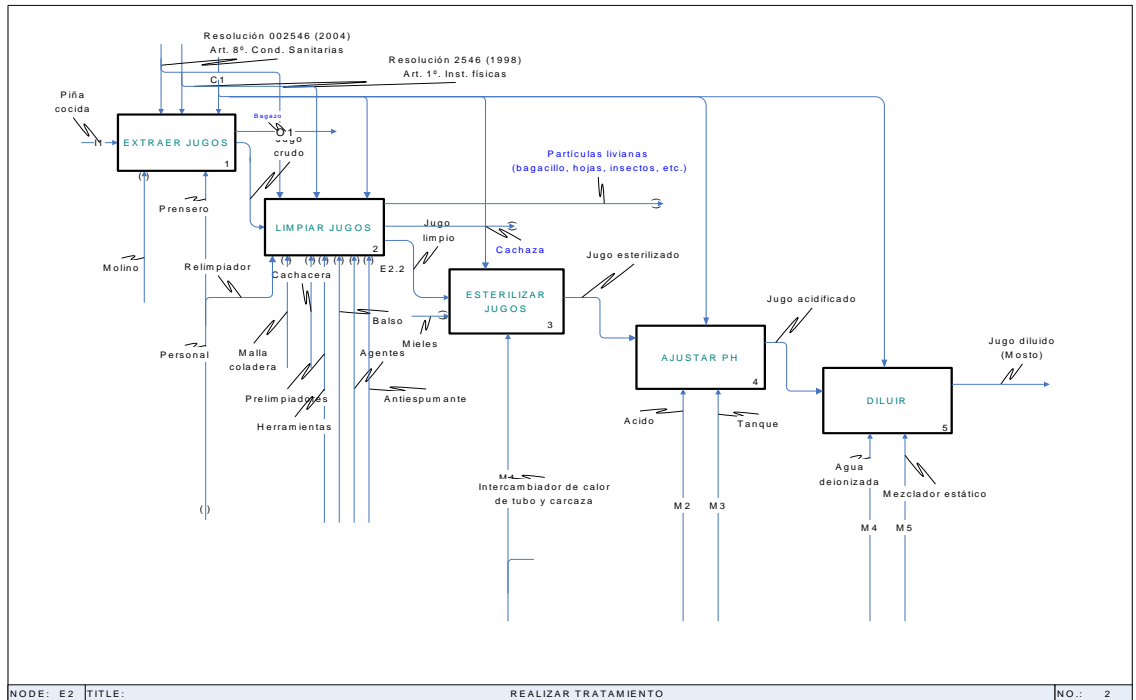 Resolución 002546 (2004)
Art. 8º. Cond. Sanitarias
Resolución 2546 (1998)
Art. 1º. Inst. físicas
C1
Piña
cocida
I1
EXTRAER JUGOS
1
Bagazo
O1
Jugo
crudo
Partículas livianas
(bagacillo, hojas, insectos, etc.)
Prensero
Molino
LIMPIAR JUGOS
2
Jugo
limpio
Cachaza
E2.2
Relimpiador
Cachacera
Jugo esterilizado
ESTERILIZAR
JUGOS
3
Mieles
Balso
Personal
Malla
coladera
Agentes
Prelimpiadores
Antiespumante
Herramientas
Jugo acidificado
AJUSTAR PH
4
Jugo diluido
(Mosto)
DILUIR
5
Acido
Tanque
Agua
deionizada
Mezclador estático
Intercambiador de calor
de tubo y carcaza
M2
M3
M4
M5
NODE: E2
TITLE:
REALIZAR TRATAMIENTO
NO.: 2